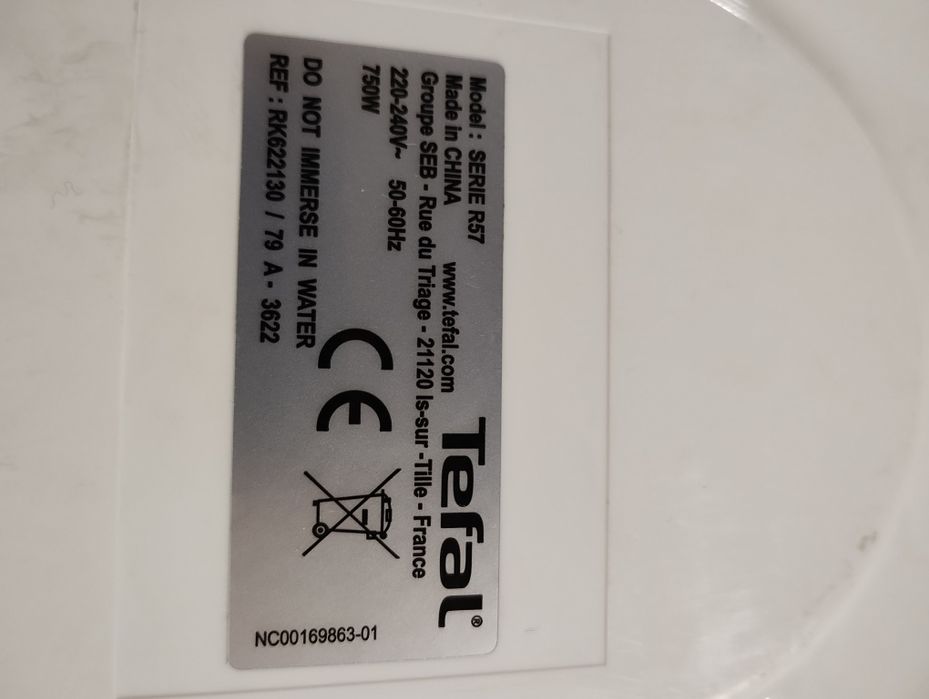 Model : SERIE R57
Made in CHINA www.tefal.com
Tefal®
Groupe SEB - Rue du Triage - 21120 Is-sur -Tille - France
220-240V~ 50-60Hz
750W
CE
DO NOT IMMERSE IN WATER
REF : RK622130 / 79 A - 3622
NC00169863-01